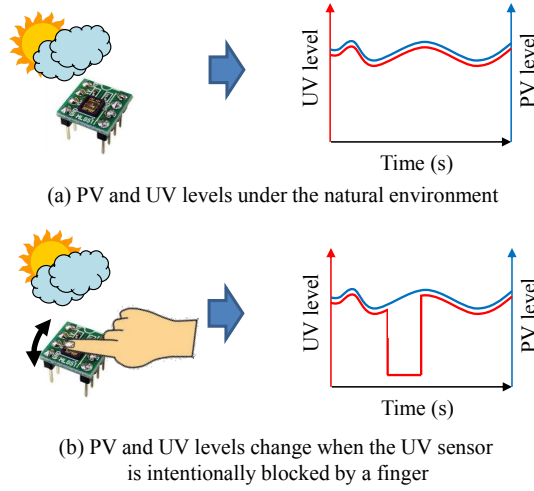 UV level
PV level
Time (s)
(a) PV and UV levels under the natural environment
UV level
PV level
Time (s)
(b) PV and UV levels change when the UV sensor
is intentionally blocked by a finger